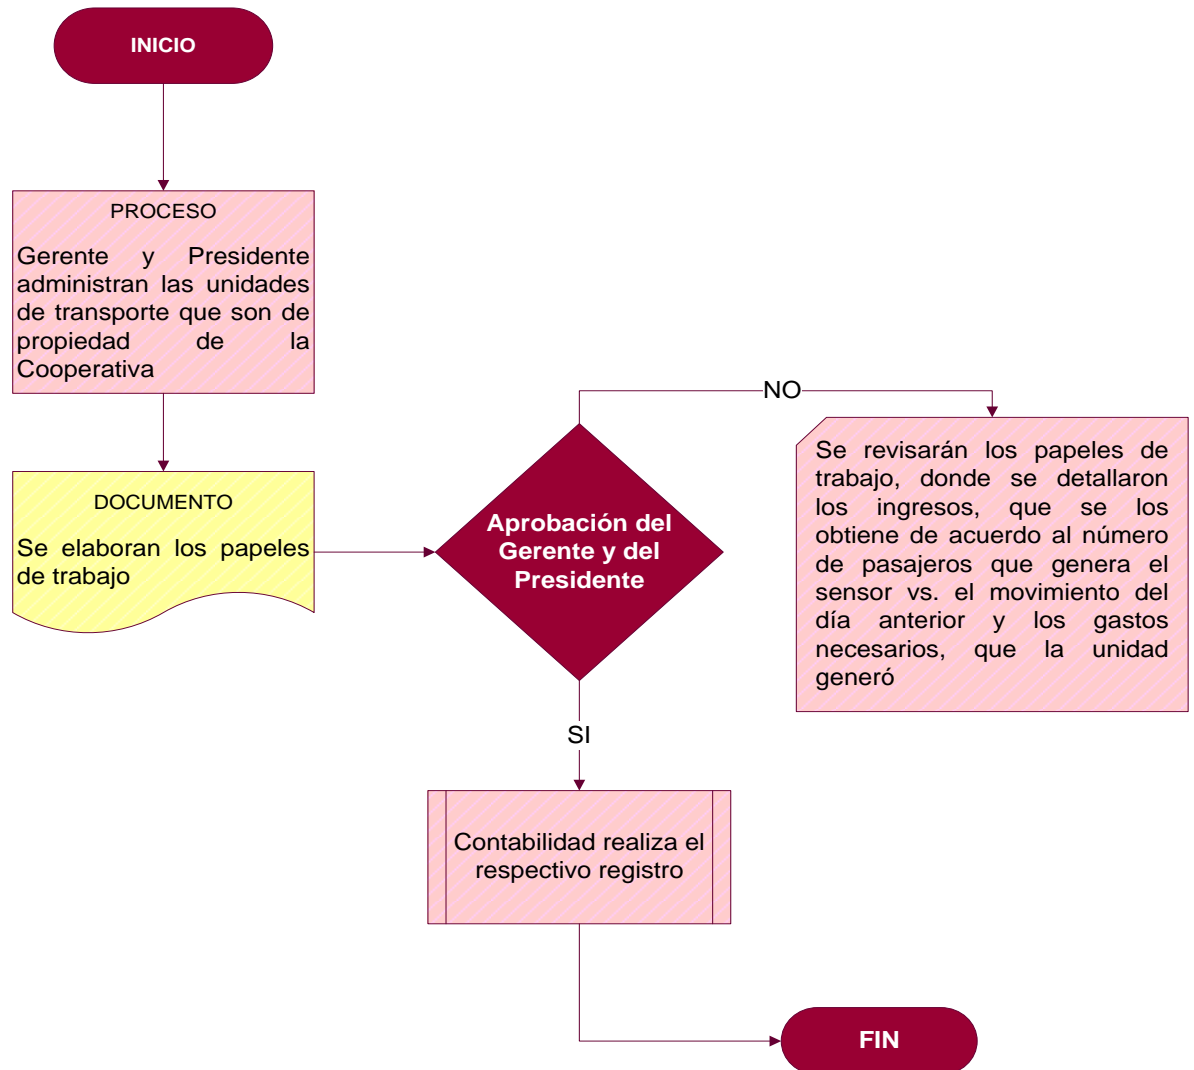 INICIO
PROCESO
Gerente y Presidente
administran las unidades
de transporte que son de
propiedad de la
Cooperativa
DOCUMENTO
Se elaboran los papeles
de trabajo
Aprobación del
Gerente y del
Presidente
NO
Se revisarán los papeles de
trabajo, donde se detallaron
los ingresos, que se los
obtiene de acuerdo al número
de pasajeros que genera el
sensor vs. el movimiento del
día anterior y los gastos
necesarios, que la unidad
generó
SI
Contabilidad realiza el
respectivo registro
FIN